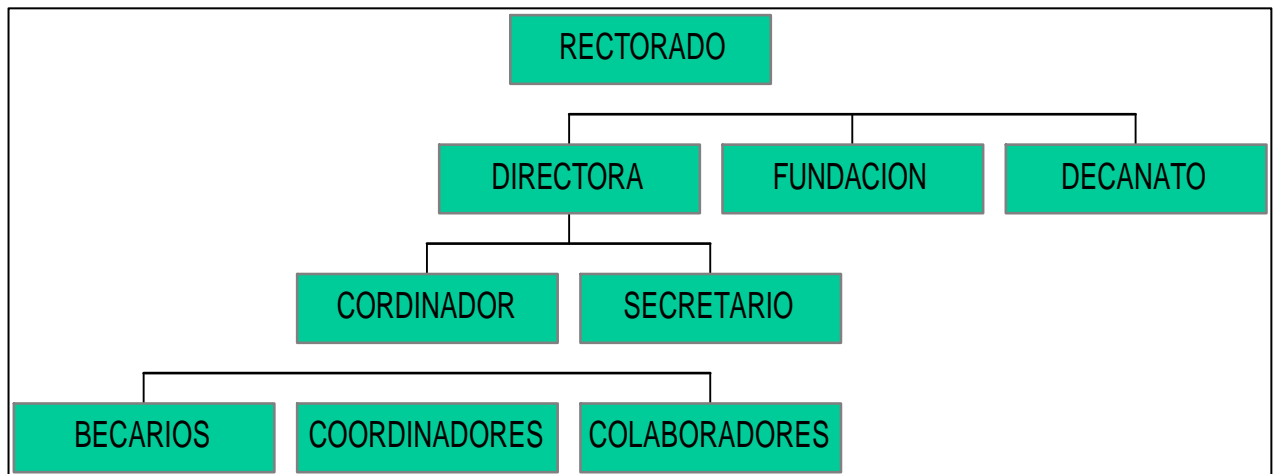 RECTORADO
DIRECTORA
FUNDACION
DECANATO
CORDINADOR
SECRETARIO
BECARIOS
COORDINADORES
COLABORADORES